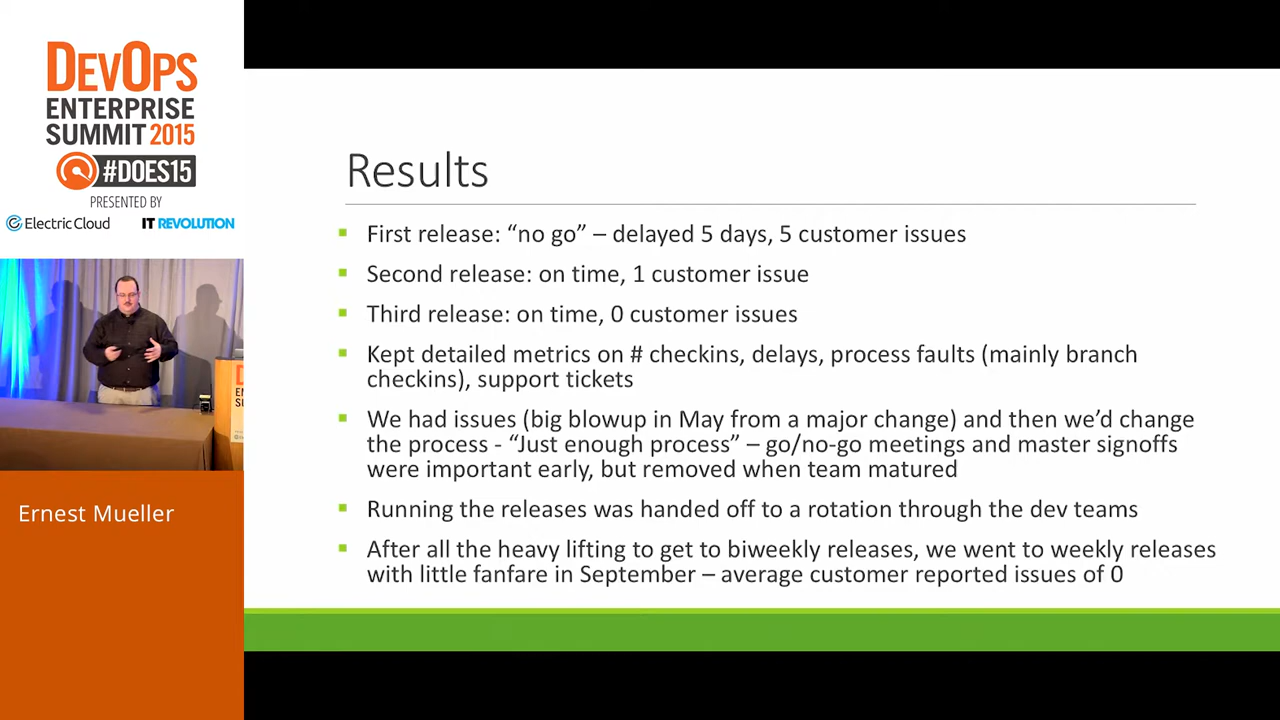 DEVOPS
ENTERPRISE
SUMMIT 2015
#DOES15
PRESENTED BY
Electric Cloud
IT REVOLUTION
Ernest Mueller
Results
First release: “no go” – delayed 5 days, 5 customer issues
Second release: on time, 1 customer issue
Third release: on time, 0 customer issues
Kept detailed metrics on # checkins, delays, process faults (mainly branch
checkins), support tickets
We had issues (big blowup in May from a major change) and then we’d change
the process - “Just enough process” – go/no-go meetings and master signoffs
were important early, but removed when team matured
Running the releases was handed off to a rotation through the dev teams
After all the heavy lifting to get to biweekly releases, we went to weekly releases
with little fanfare in September – average customer reported issues of 0